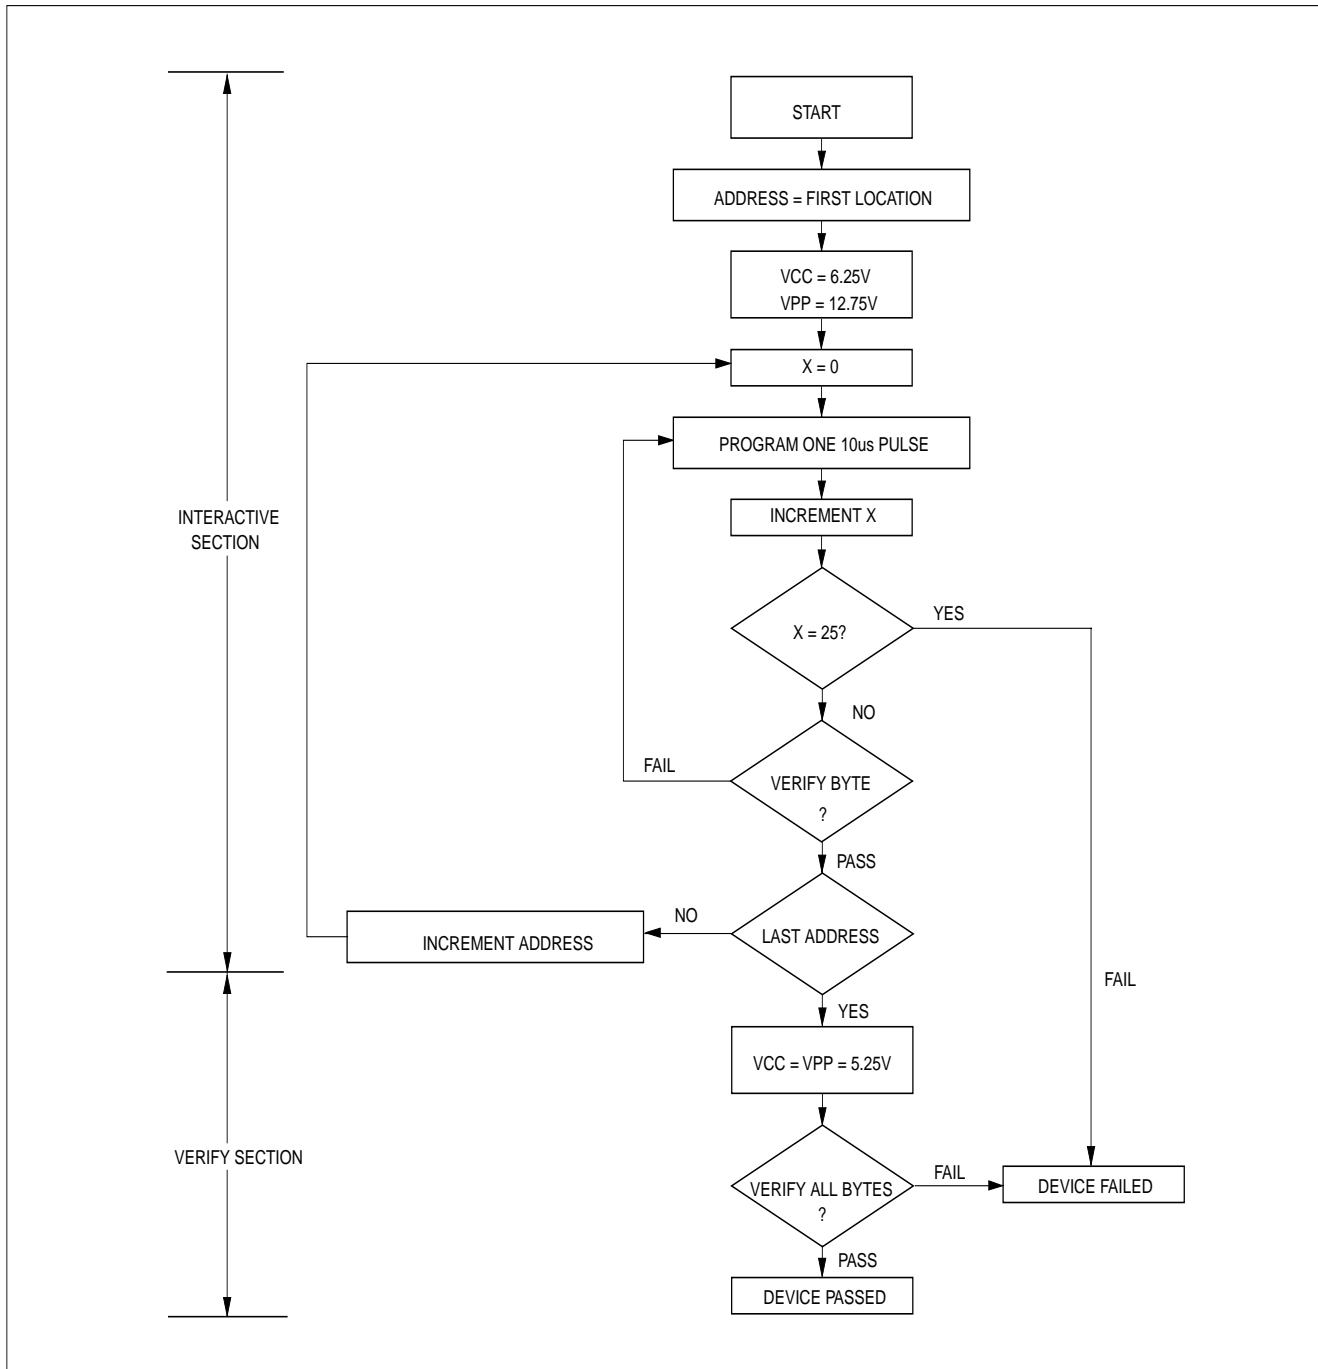 START
ADDRESS = FIRST LOCATION
VCC = 6.25V
VPP = 12.75V
X = 0
PROGRAM ONE 10us PULSE
INCREMENT X
INTERACTIVE
SECTION
X = 25?
YES
NO
FAIL
VERIFY BYTE
?
PASS
NO
LAST ADDRESS
INCREMENT ADDRESS
FAIL
YES
VCC = VPP = 5.25V
VERIFY SECTION
VERIFY ALL BYTES
?
FAIL
DEVICE FAILED
PASS
DEVICE PASSED